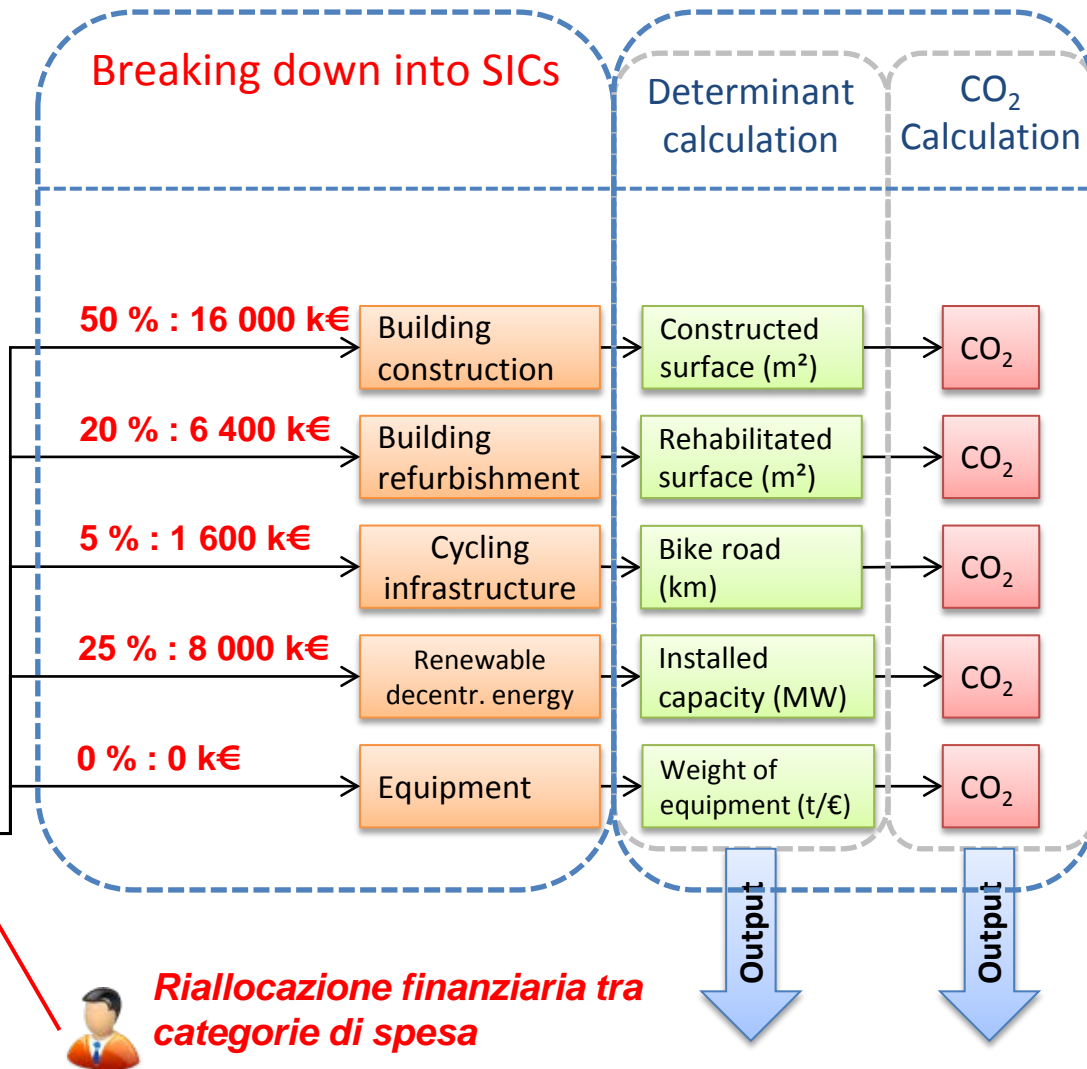 Breaking down into SICs
Determinant
calculation
CO₂
Calculation
50 % : 16 000 k€
Building
construction
Constructed
surface (m²)
CO₂
20 % : 6 400 k€
Building
refurbishment
Rehabilitated
surface (m²)
CO₂
5 % : 1 600 k€
Cycling
infrastructure
Bike road
(km)
CO₂
25 % : 8 000 k€
Renewable
decentr. energy
Installed
capacity (MW)
CO₂
0 % : 0 k€
Equipment
Weight of
equipment (t/€)
CO₂
Output
Output
Riallocazione finanziaria tra
categorie di spesa